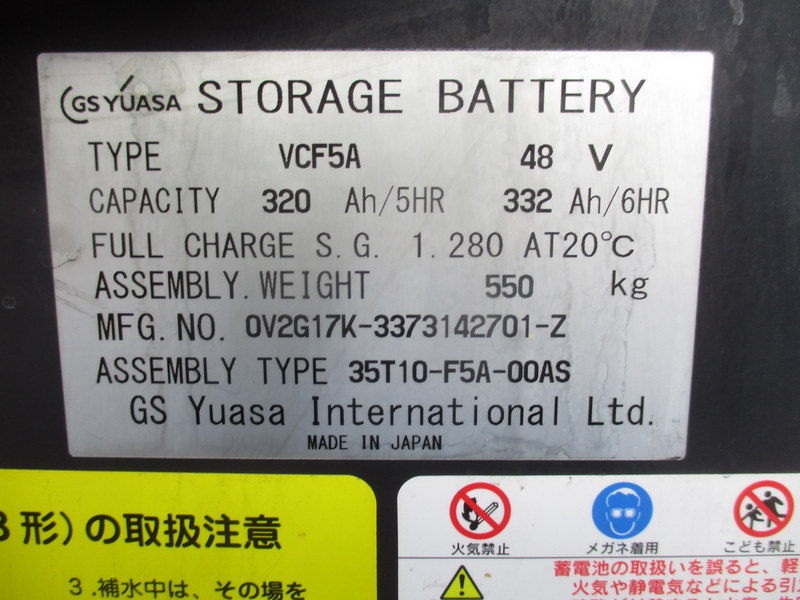 GS YUASA STORAGE BATTERY
TYPE VCF5A 48 V
CAPACITY 320 Ah/5HR 332 Ah/6HR
FULL CHARGE S.G. 1.280 AT20℃
ASSEMBLY.WEIGHT 550 kg
MFG.NO. 0V2G17K-3373142701-Z
ASSEMBLY TYPE 35T10-F5A-00AS
GS Yuasa International Ltd.
MADE IN JAPAN
形)の取扱注意
3.補水中は、その場を
火気禁止 メガネ着用 こども禁止
蓄電池の取扱いを誤ると、軽
火気や静電気などによる引